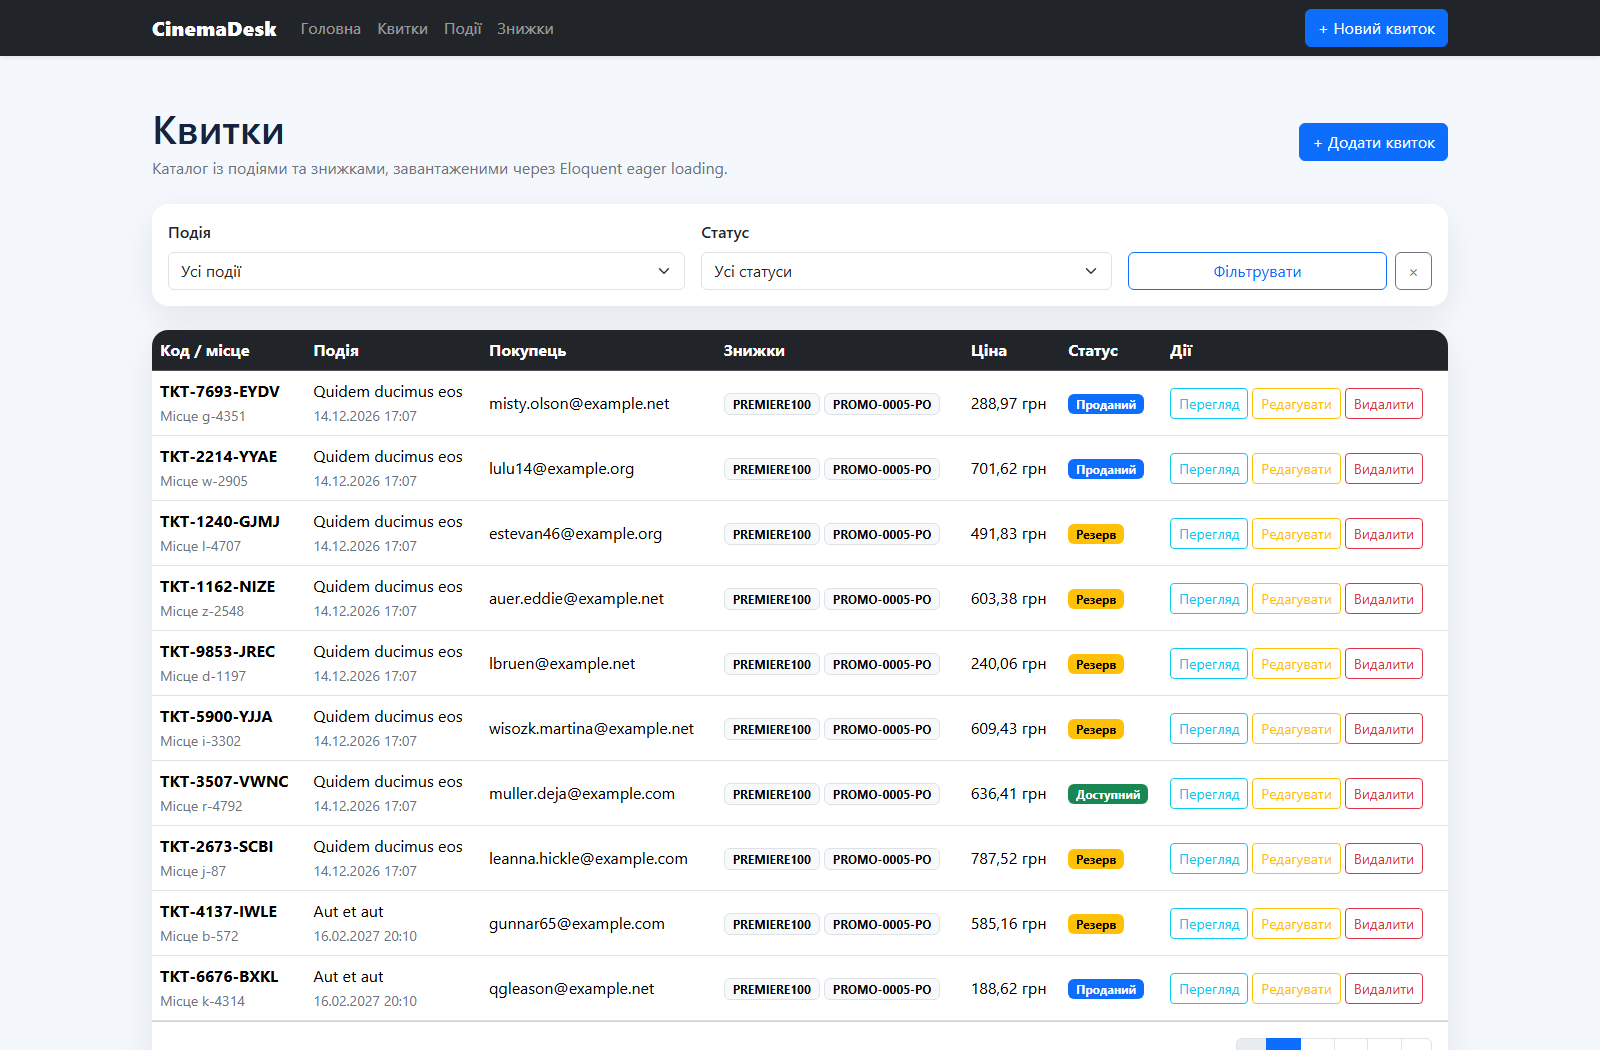 CinemaDesk Головна Квитки Події Знижки + Новий квиток
Квитки
+ Додати квиток
Каталог із подіями та знижками, завантаженими через Eloquent eager loading.
Подія Статус
Усі події Усі статуси Фільтрувати ×
Код / місце Подія Покупець Знижки Ціна Статус Дії
TKT-7693-EYDV Quidem ducimus eos misty.olson@example.net PREMIERE100 PROMO-0005-PO 288,97 грн Проданий Перегляд Редагувати Видалити
Місце g-4351 14.12.2026 17:07
TKT-2214-YYAE Quidem ducimus eos lulu14@example.org PREMIERE100 PROMO-0005-PO 701,62 грн Проданий Перегляд Редагувати Видалити
Місце w-2905 14.12.2026 17:07
TKT-1240-GJMJ Quidem ducimus eos estevan46@example.org PREMIERE100 PROMO-0005-PO 491,83 грн Резерв Перегляд Редагувати Видалити
Місце l-4707 14.12.2026 17:07
TKT-1162-NIZE Quidem ducimus eos auer.eddie@example.net PREMIERE100 PROMO-0005-PO 603,38 грн Резерв Перегляд Редагувати Видалити
Місце z-2548 14.12.2026 17:07
TKT-9853-JREC Quidem ducimus eos lbruen@example.net PREMIERE100 PROMO-0005-PO 240,06 грн Резерв Перегляд Редагувати Видалити
Місце d-1197 14.12.2026 17:07
TKT-5900-YJJA Quidem ducimus eos wisozk.martina@example.net PREMIERE100 PROMO-0005-PO 609,43 грн Резерв Перегляд Редагувати Видалити
Місце i-3302 14.12.2026 17:07
TKT-3507-VWNC Quidem ducimus eos muller.deja@example.com PREMIERE100 PROMO-0005-PO 636,41 грн Доступний Перегляд Редагувати Видалити
Місце r-4792 14.12.2026 17:07
TKT-2673-SCBI Quidem ducimus eos leanna.hickle@example.com PREMIERE100 PROMO-0005-PO 787,52 грн Резерв Перегляд Редагувати Видалити
Місце j-87 14.12.2026 17:07
TKT-4137-IWLE Aut et aut gunnar65@example.com PREMIERE100 PROMO-0005-PO 585,16 грн Резерв Перегляд Редагувати Видалити
Місце b-572 16.02.2027 20:10
TKT-6676-BXKL Aut et aut qgleason@example.net PREMIERE100 PROMO-0005-PO 188,62 грн Проданий Перегляд Редагувати Видалити
Місце k-4314 16.02.2027 20:10